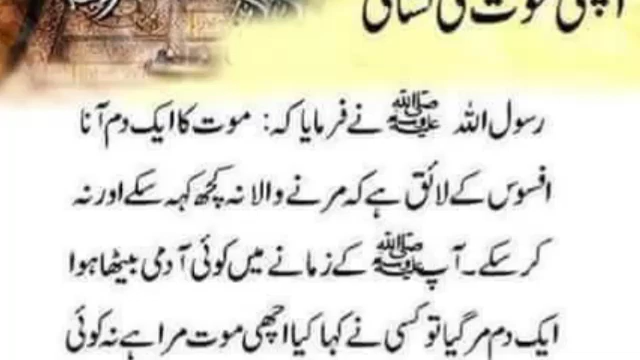 اچھی موت کی نشانی
رسول اللہ ﷺ نے فرمایا کہ: موت کا ایک دم آنا
افسوس کے لائق ہے کہ مرنے والا نہ کچھ کہہ سکے اور نہ
کر سکے۔ آپ ﷺ کے زمانے میں کوئی آدمی بیٹھا ہوا
ایک دم مر گیا تو کسی نے کہا کیا اچھی موت مرا ہے نہ کوئی